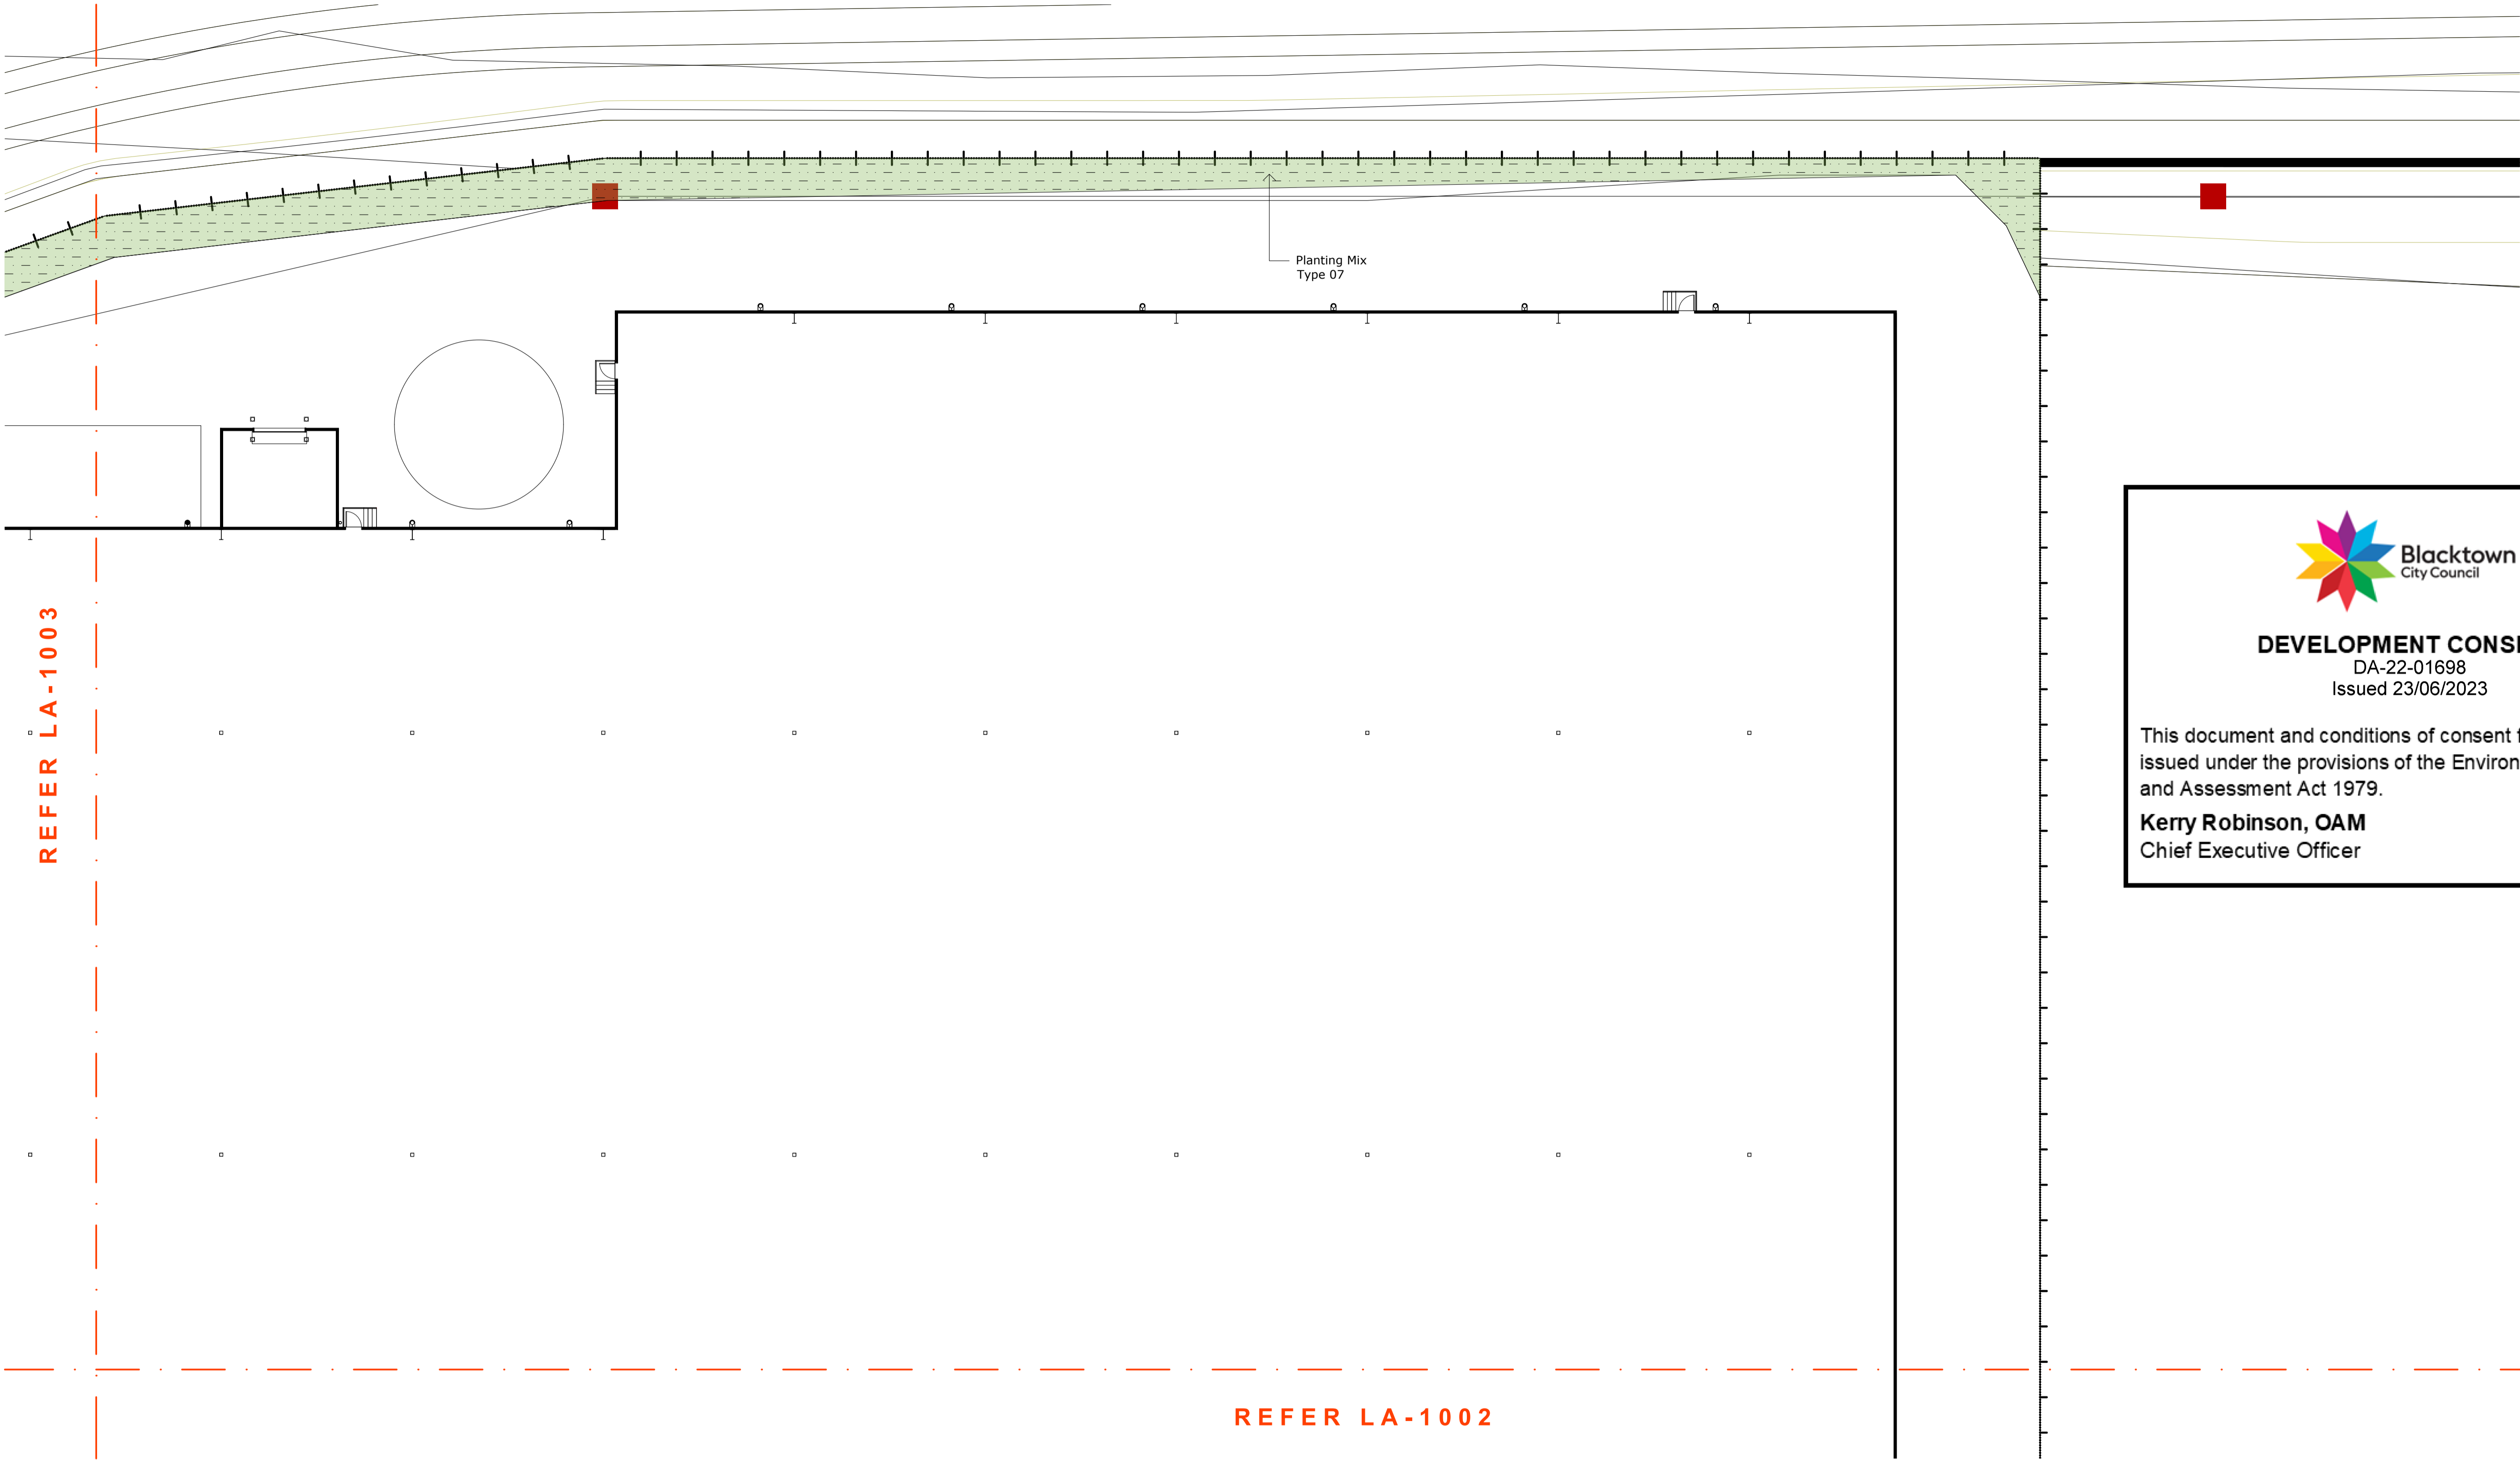 Planting Mix
Type 07
REFER LA-1003
Blacktown
City Council
DEVELOPMENT
DA-22-01698
Issued 23/06/2023
This document and conditions of consent
issued under the provisions of the
and Assessment Act 1979.
Kerry Robinson, OAM
Chief Executive Officer
REFER LA-1002